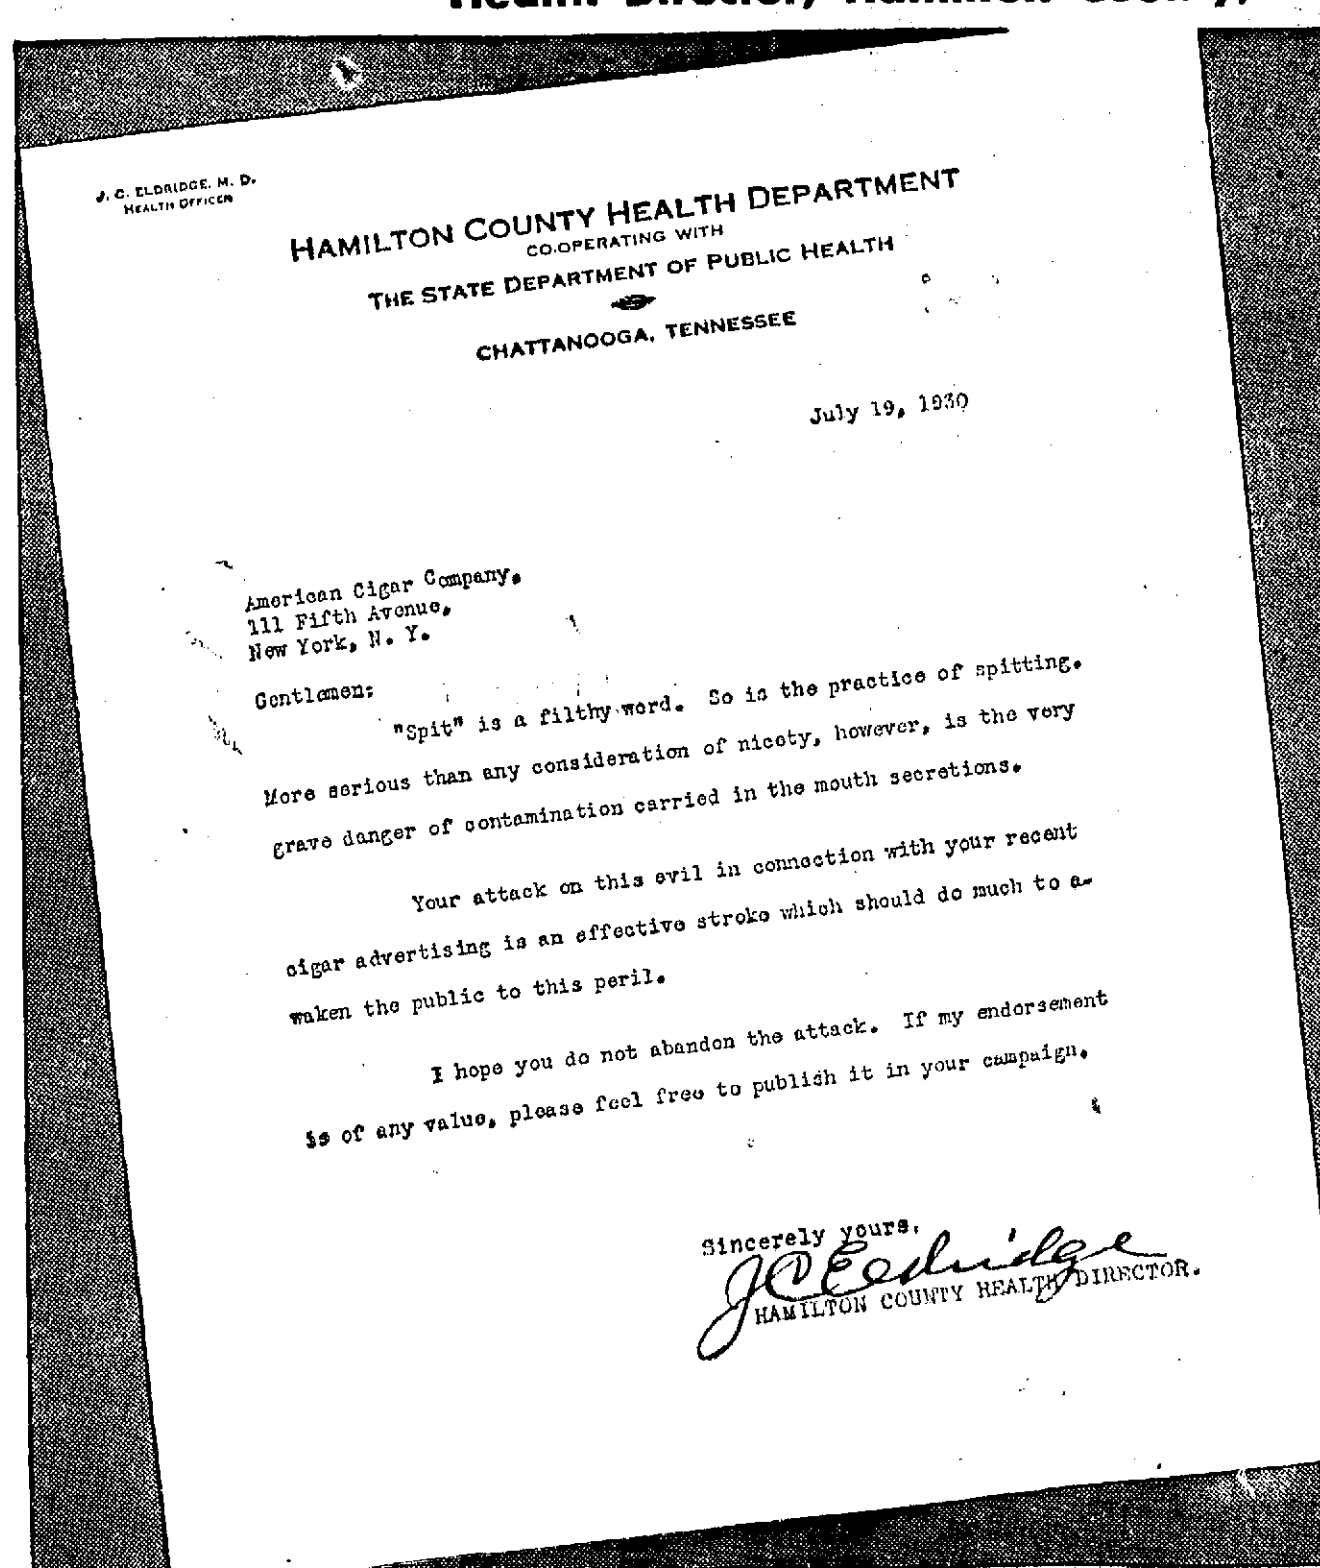 J. C. ELDRIDGE. M. D.
HEALTH OFFICER
HAMILTON COUNTY HEALTH DEPARTMENT
CO-OPERATING WITH
THE STATE DEPARTMENT OF PUBLIC HEALTH
CHATTANOOGA, TENNESSEE
July 19, 1930
American Cigar Company,
111 Fifth Avenue,
New York, N. Y.
Gentlemen:
"Spit" is a filthy word. So is the practice of spitting.
More serious than any consideration of nicety, however, is the very
grave danger of contamination carried in the mouth secretions.
Your attack on this evil in connection with your recent
cigar advertising is an effective stroke which should do much to a-
waken the public to this peril.
I hope you do not abandon the attack. If my endorsement
is of any value, please feel free to publish it in your campaign.
Sincerely yours,
J C Eldridge
HAMILTON COUNTY HEALTH DIRECTOR.